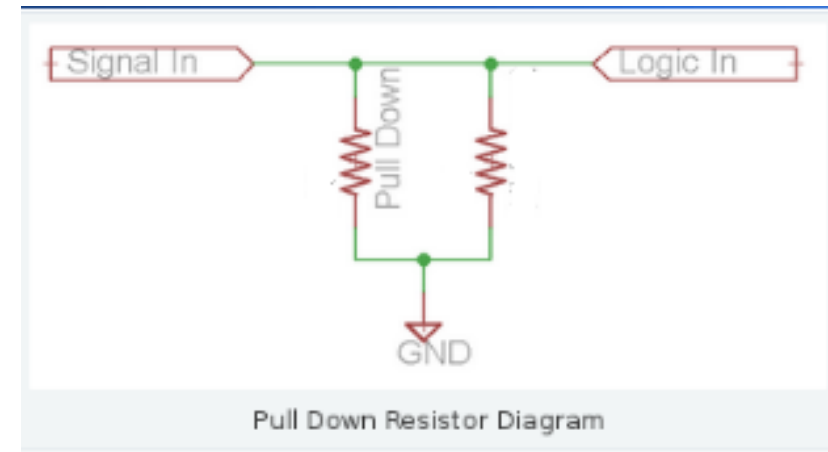 Signal In
Logic In
Pull Down
GND
Pull Down Resistor Diagram